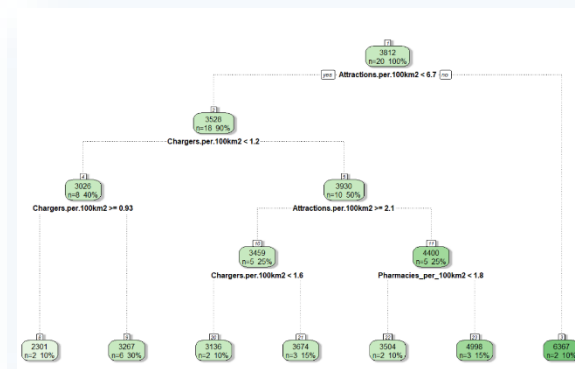 1
3812
n=20 100%
yes Attractions.per.100km2 < 6.7 no
2
3528
n=18 90%
Chargers.per.100km2 < 1.2
4
3026
n=8 40%
Chargers.per.100km2 >= 0.93
5
3930
n=10 50%
Attractions.per.100km2 >= 2.1
10
3459
n=5 25%
Chargers.per.100km2 < 1.6
11
4400
n=5 25%
Pharmacies_per_100km2 < 1.8
8
2301
n=2 10%
9
3267
n=6 30%
20
3136
n=2 10%
21
3674
n=3 15%
22
3504
n=2 10%
23
4998
n=3 15%
3
6367
n=2 10%